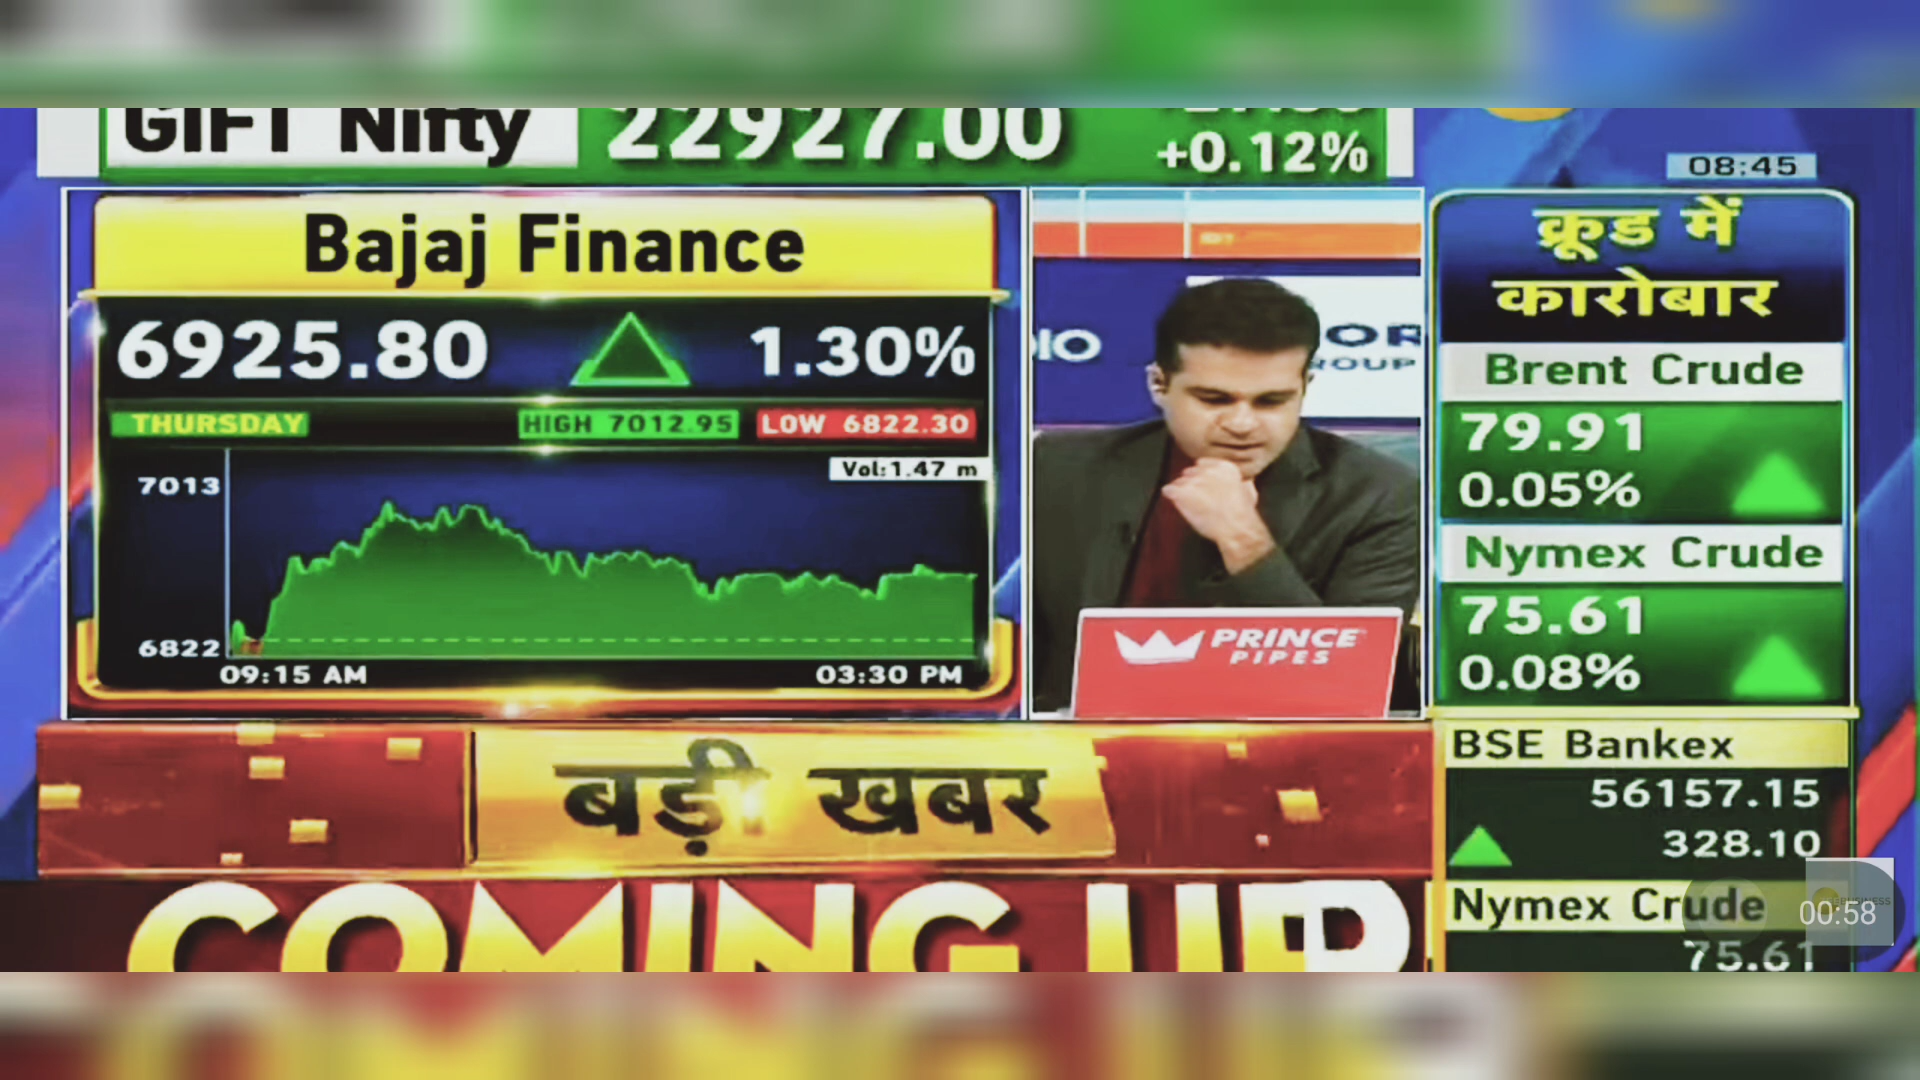 GIFT Nifty 22927.00
+0.12%
08:45
Bajaj Finance
6925.80 1.30%
THURSDAY HIGH 7012.95 LOW 6822.30
Vol:1.47 m
7013
6822
09:15 AM 03:30 PM
PRINCE
PIPES
क्रूड में
कारोबार
Brent Crude
79.91
0.05%
Nymex Crude
75.61
0.08%
BSE Bankex
56157.15
328.10
Nymex Crude
75.61
00:58
बड़ी खबर
COMING UP